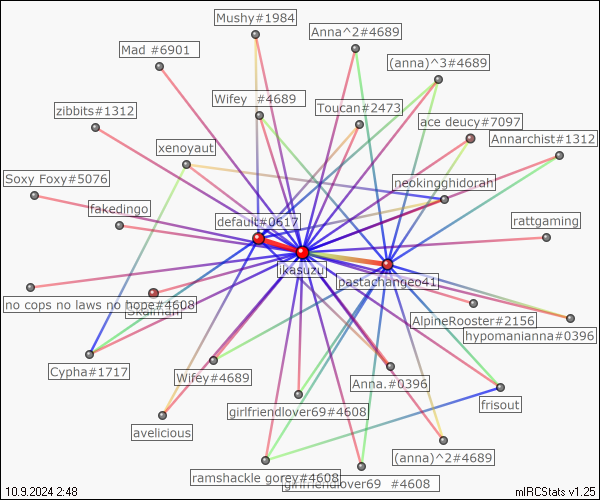 Mushy#1984
Anna^2#4689
Mad #6901
(anna)^3#4689
Wifey  #4689
Toucan#2473
zibbits#1312
ace deucy#7097
Annarchist#1312
xenoyaut
Soxy Foxy#5076
neokingghidorah
fakedingo
default#0617
rattgaming
ikasuzu
pastachangeo41
no cops no laws no hope#4608
Skaiman
AlpineRooster#2156
hypomanianna#0396
Cypha#1717
Wifey#4689
Anna.#0396
girlfriendlover69#4608
frisout
avelicious
(anna)^2#4689
ramshackle gorey#4608
girlfriendlover69  #4608
10.9.2024 2:48
mIRCStats v1.25